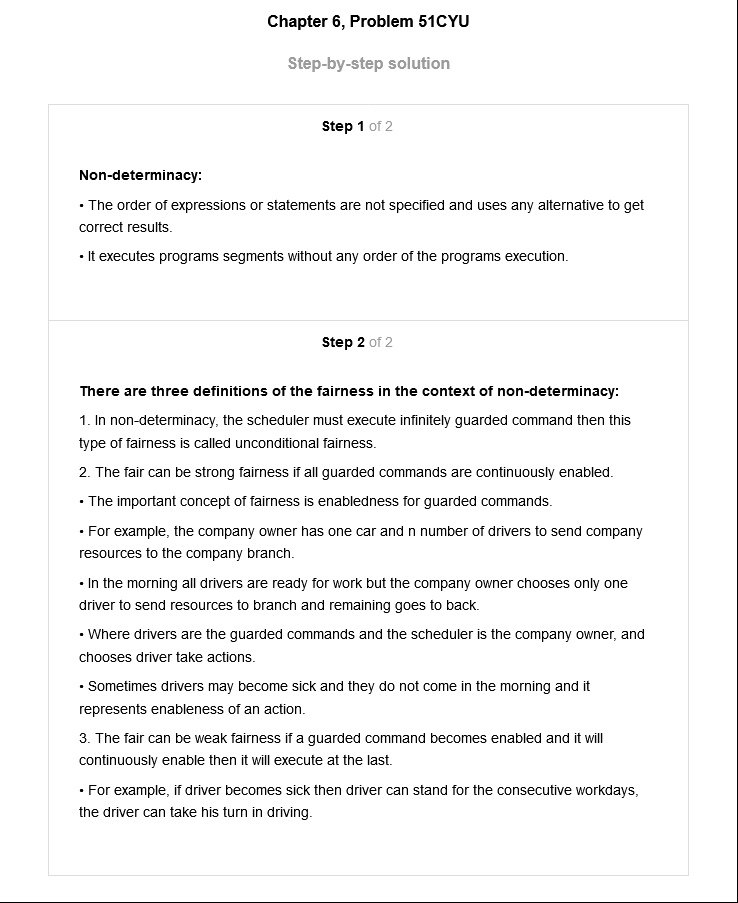 Chapter 6, Problem 51CYU
Step-by-step solution
Step 1 of 2
Non-determinacy:
• The order of expressions or statements are not specified and uses any alternative to get
correct results.
• It executes programs segments without any order of the programs execution.
Step 2 of 2
There are three definitions of the fairness in the context of non-determinacy:
1. In non-determinacy, the scheduler must execute infinitely guarded command then this
type of fairness is called unconditional fairness.
2. The fair can be strong fairness if all guarded commands are continuously enabled.
• The important concept of fairness is enabledness for guarded commands.
• For example, the company owner has one car and n number of drivers to send company
resources to the company branch.
• In the morning all drivers are ready for work but the company owner chooses only one
driver to send resources to branch and remaining goes to back.
• Where drivers are the guarded commands and the scheduler is the company owner, and
chooses driver take actions.
• Sometimes drivers may become sick and they do not come in the morning and it
represents enableness of an action.
3. The fair can be weak fairness if a guarded command becomes enabled and it will
continuously enable then it will execute at the last.
• For example, if driver becomes sick then driver can stand for the consecutive workdays,
the driver can take his turn in driving.